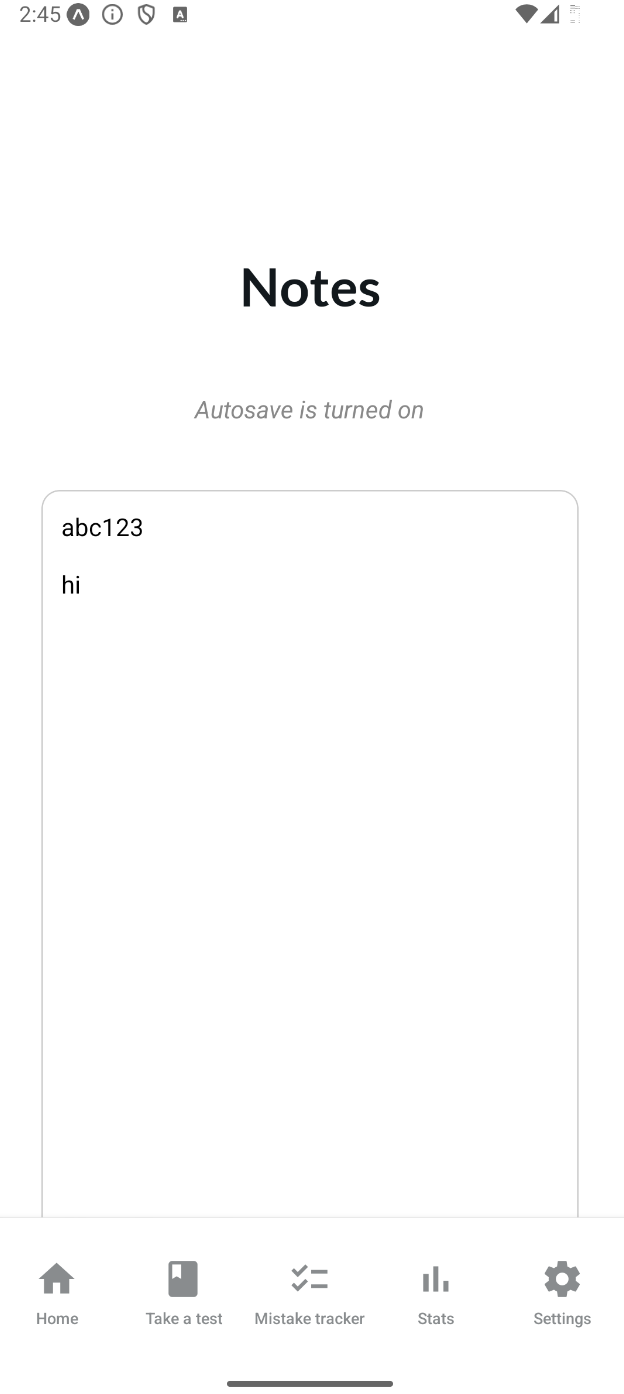 2:45
Notes
Autosave is turned on
abc123
hi
Home
Take a test
Mistake tracker
Stats
Settings